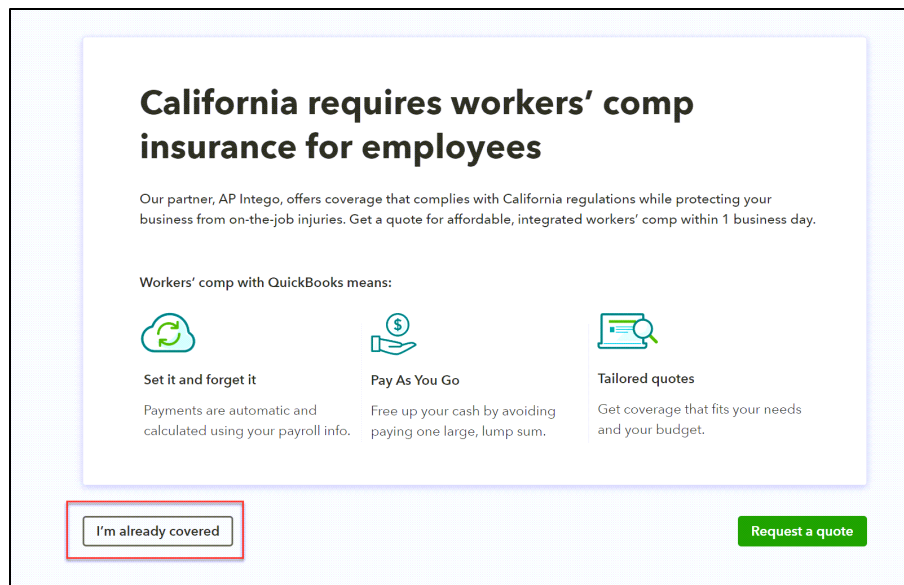 California requires workers’ comp
insurance for employees
Our partner, AP Intego, offers coverage that complies with California regulations while protecting your
business from on-the-job injuries. Get a quote for affordable, integrated workers’ comp within 1 business day.
Workers’ comp with QuickBooks means:
$
Set it and forget it
Payments are automatic and
calculated using your payroll info.
Pay As You Go
Free up your cash by avoiding
paying one large, lump sum.
Tailored quotes
Get coverage that fits your needs
and your budget.
I’m already covered
Request a quote